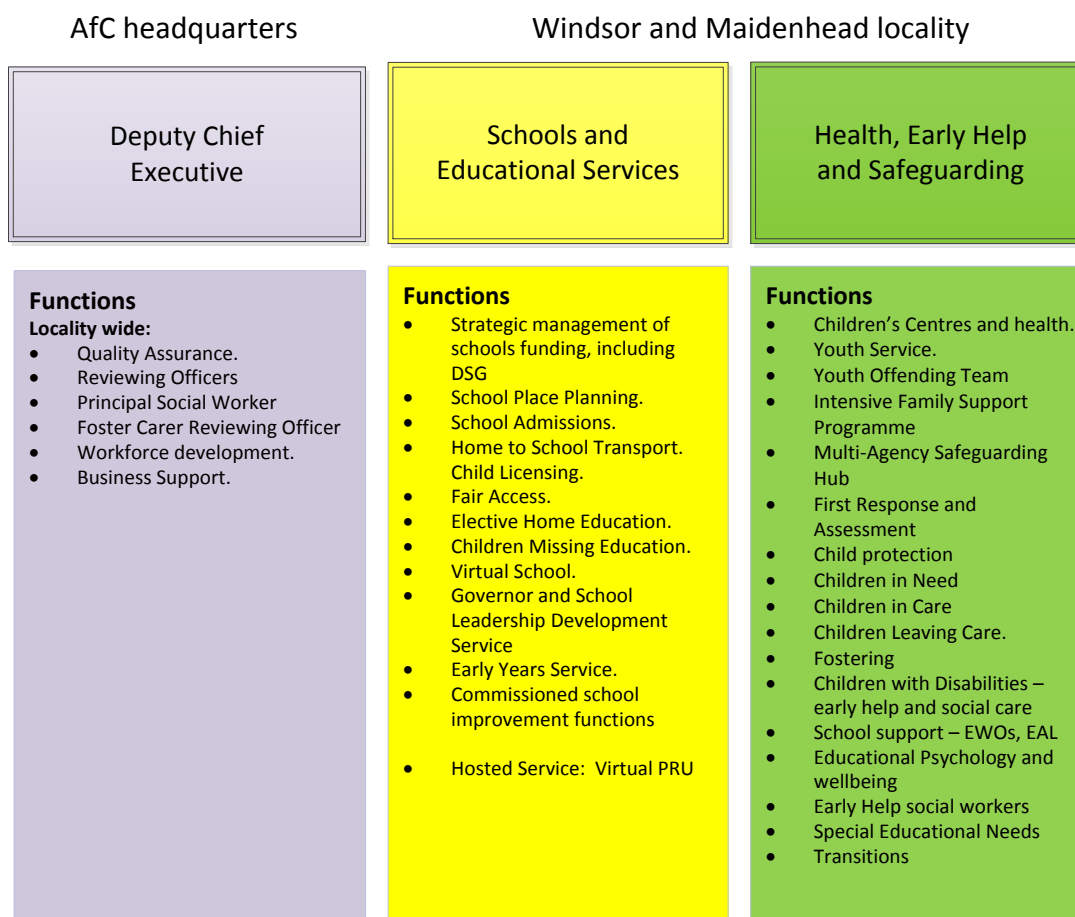 AfC headquarters
Windsor and Maidenhead locality
Deputy Chief
Executive
Schools and
Educational Services
Health, Early Help
and Safeguarding
Functions
Locality wide:
• Quality Assurance.
• Reviewing Officers
• Principal Social Worker
• Foster Carer Reviewing Officer
• Workforce development.
• Business Support.
Functions
• Strategic management of
schools funding, including
DSG
• School Place Planning.
• School Admissions.
• Home to School Transport.
Child Licensing.
• Fair Access.
• Elective Home Education.
• Children Missing Education.
• Virtual School.
• Governor and School
Leadership Development
Service
• Early Years Service.
• Commissioned school
improvement functions
• Hosted Service: Virtual PRU
Functions
• Children’s Centres and health.
• Youth Service.
• Youth Offending Team
• Intensive Family Support
Programme
• Multi-Agency Safeguarding
Hub
• First Response and
Assessment
• Child protection
• Children in Need
• Children in Care
• Children Leaving Care.
• Fostering
• Children with Disabilities –
early help and social care
• School support – EWOs, EAL
• Educational Psychology and
wellbeing
• Early Help social workers
• Special Educational Needs
• Transitions